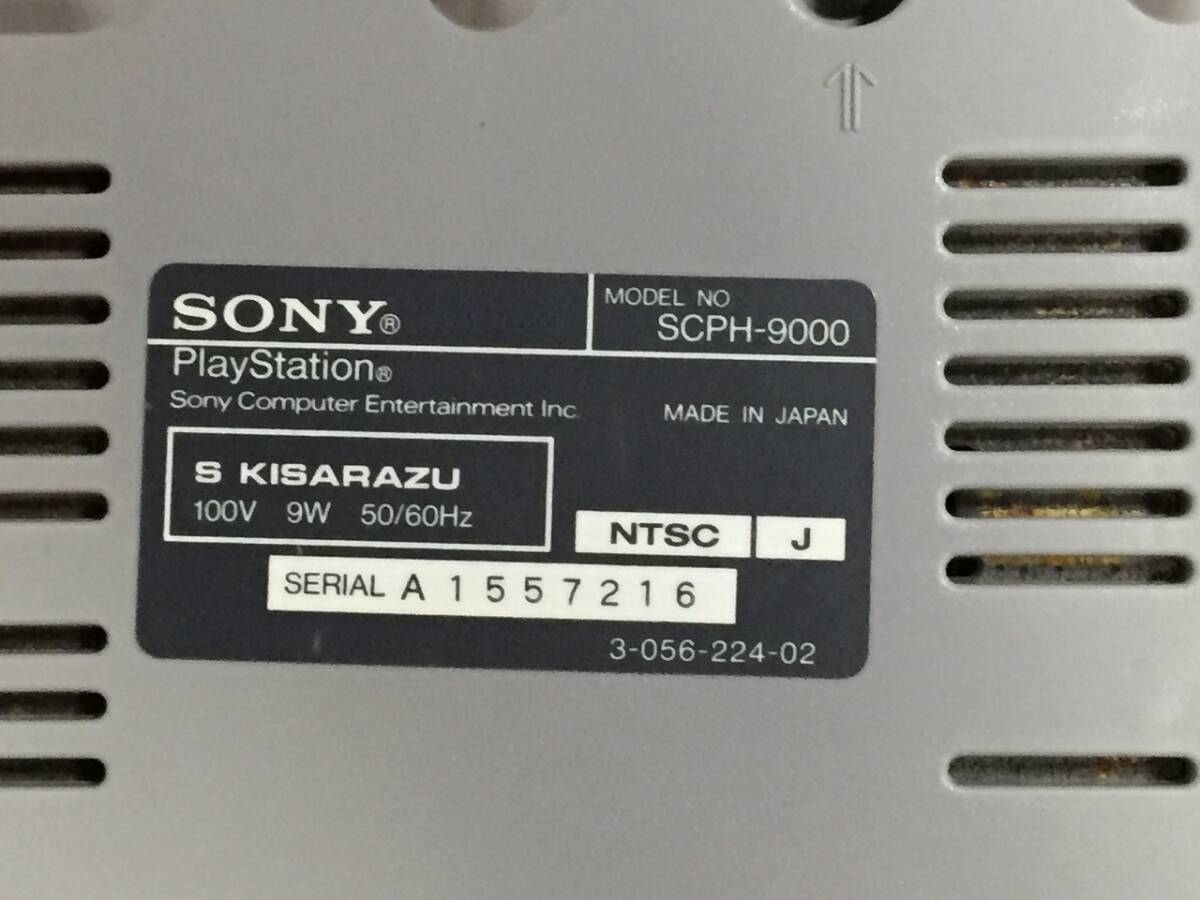 SONY®
MODEL NO
SCPH-9000
PlayStation®
Sony Computer Entertainment Inc.
MADE IN JAPAN
S KISARAZU
100V 9W 50/60Hz
NTSC J
SERIAL A 1557216
3-056-224-02